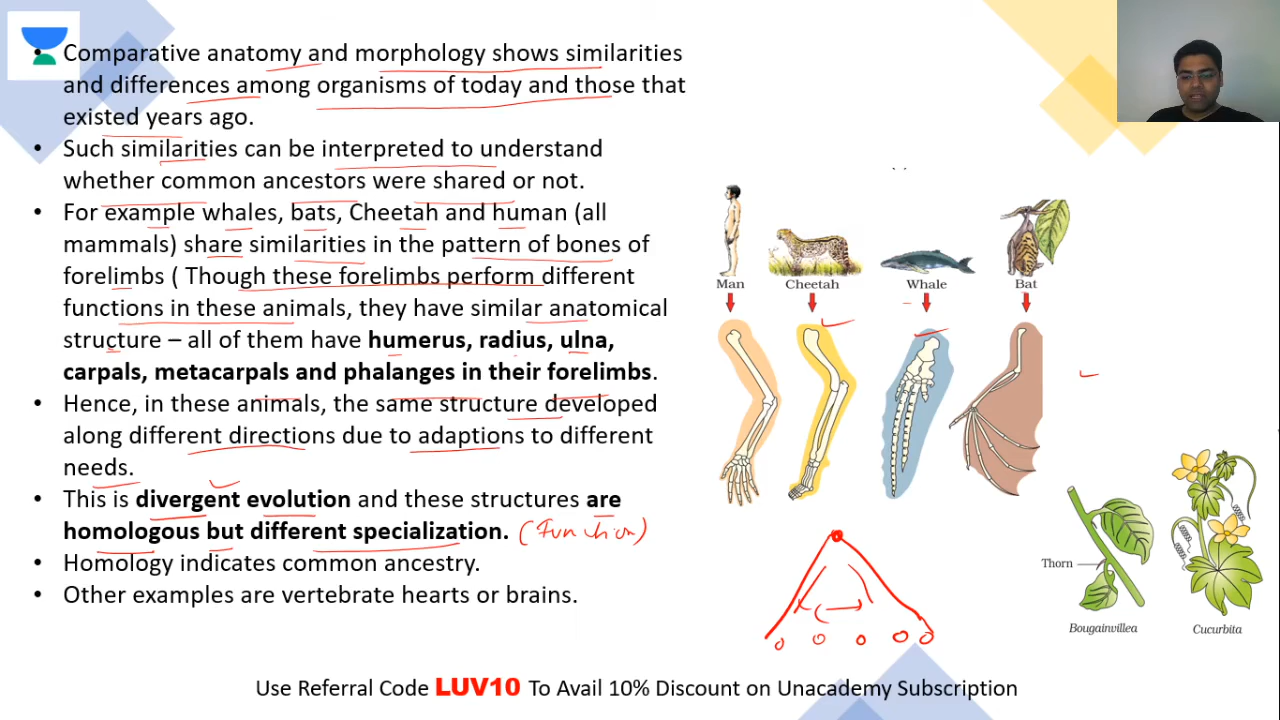 Comparative anatomy and morphology shows similarities
and differences among organisms of today and those that
existed years ago.
Such similarities can be interpreted to understand
whether common ancestors were shared or not.
For example whales, bats, Cheetah and human (all
mammals) share similarities in the pattern of bones of
forelimbs ( Though these forelimbs perform different
functions in these animals, they have similar anatomical
structure – all of them have humerus, radius, ulna,
carpals, metacarpals and phalanges in their forelimbs.
Hence, in these animals, the same structure developed
along different directions due to adaptions to different
needs.
This is divergent evolution and these structures are
homologous but different specialization. (Function)
Homology indicates common ancestry.
Other examples are vertebrate hearts or brains.
Man Cheetah Whale Bat
Thorn
Bougainvillea Cucurbita
Use Referral Code LUV10 To Avail 10% Discount on Unacademy Subscription